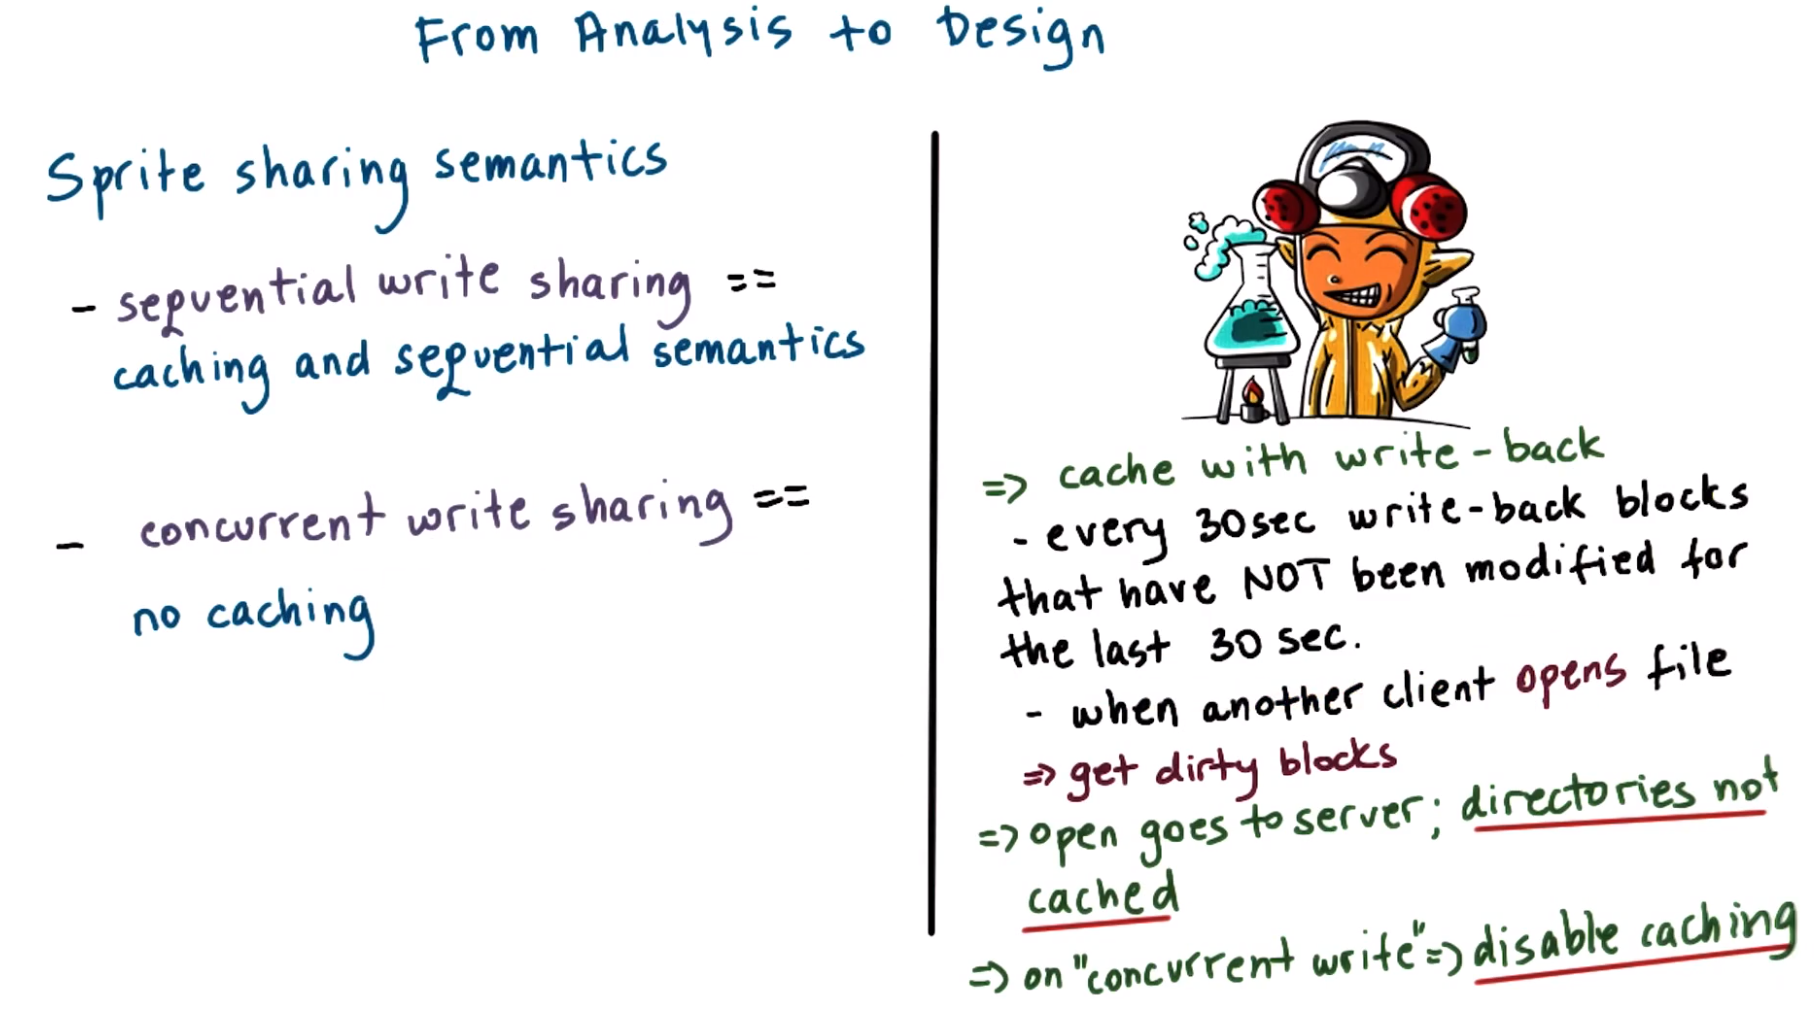 From Analysis to Design
Sprite sharing semantics
- sequential write sharing ==
caching and sequential semantics
- concurrent write sharing ==
no caching
=> cache with write-back
- every 30sec write-back blocks
that have NOT been modified for
the last 30 sec.
- when another client opens file
=> get dirty blocks
=> open goes to server; directories not
cached
=> on "concurrent write" => disable caching